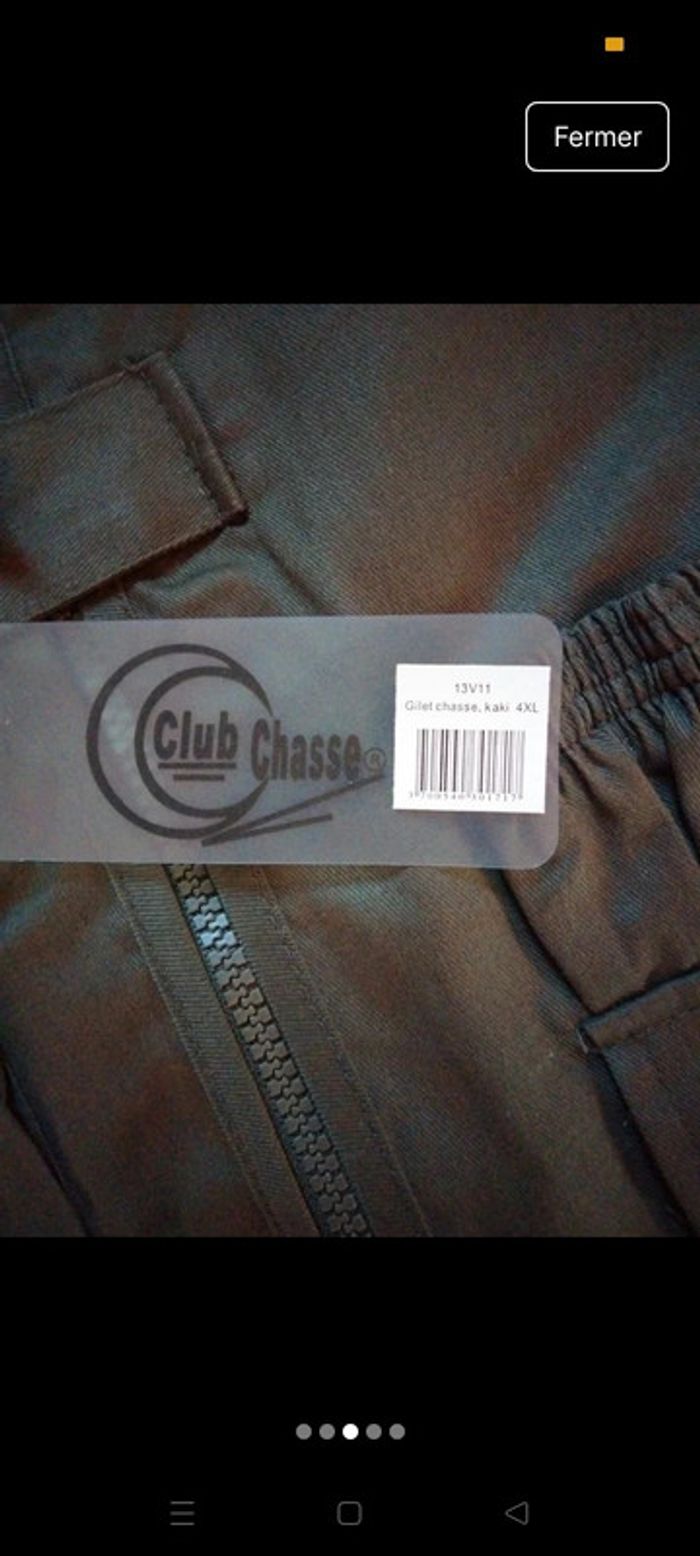 Fermer
13V11
Gilet chasse, kaki 4XL
Club Chasse®